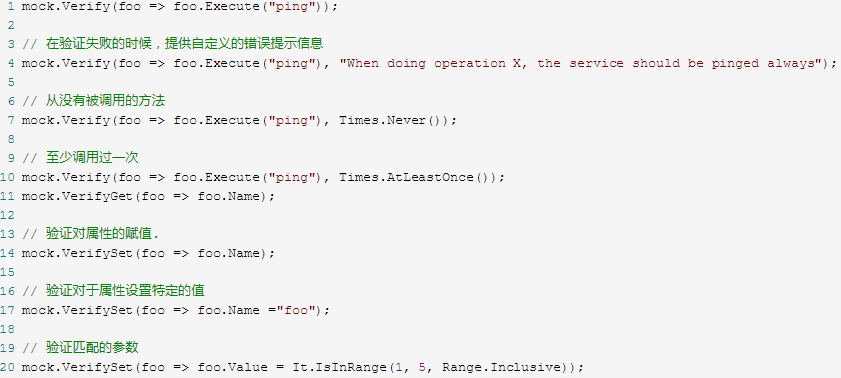 1 mock.Verify(foo => foo.Execute("ping"));
2
3 // 在验证失败的时候，提供自定义的错误提示信息
4 mock.Verify(foo => foo.Execute("ping"), "When doing operation X, the service should be pinged always");
5
6 // 从没有被调用的方法
7 mock.Verify(foo => foo.Execute("ping"), Times.Never());
8
9 // 至少调用过一次
10 mock.Verify(foo => foo.Execute("ping"), Times.AtLeastOnce());
11 mock.VerifyGet(foo => foo.Name);
12
13 // 验证对属性的赋值.
14 mock.VerifySet(foo => foo.Name);
15
16 // 验证对于属性设置特定的值
17 mock.VerifySet(foo => foo.Name ="foo");
18
19 // 验证匹配的参数
20 mock.VerifySet(foo => foo.Value = It.IsInRange(1, 5, Range.Inclusive));